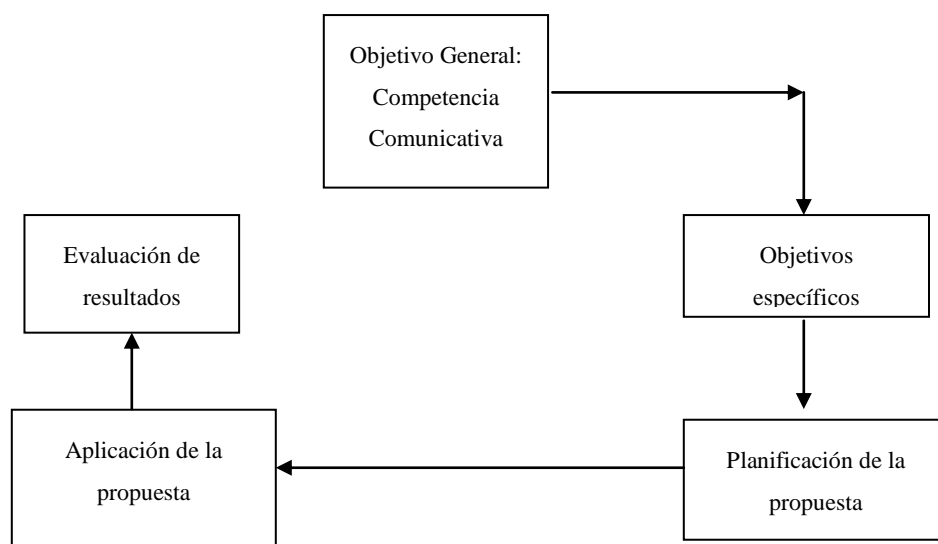 Objetivo General:
Competencia
Comunicativa
Objetivos
específicos
Planificación de la
propuesta
Aplicación de la
propuesta
Evaluación de
resultados